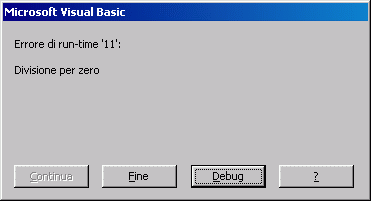 Microsoft Visual Basic
Errore di run-time '11':
Divisione per zero
Continua Fine Debug ?